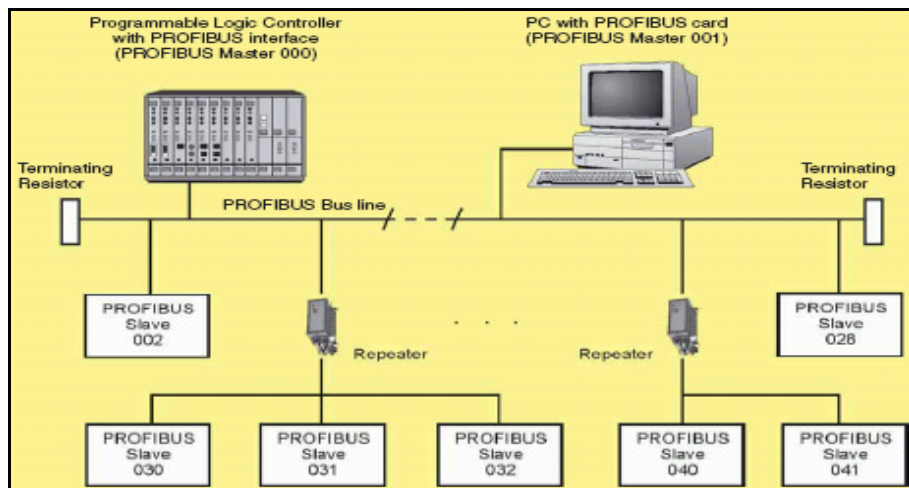 Programmable Logic Controller
with PROFIBUS interface
(PROFIBUS Master 000)
PC with PROFIBUS card
(PROFIBUS Master 001)
Terminating
Resistor
Terminating
Resistor
PROFIBUS Bus line
PROFIBUS
Slave
002
Repeater
. . .
Repeater
PROFIBUS
Slave
028
PROFIBUS
Slave
030
PROFIBUS
Slave
031
PROFIBUS
Slave
032
PROFIBUS
Slave
040
PROFIBUS
Slave
041